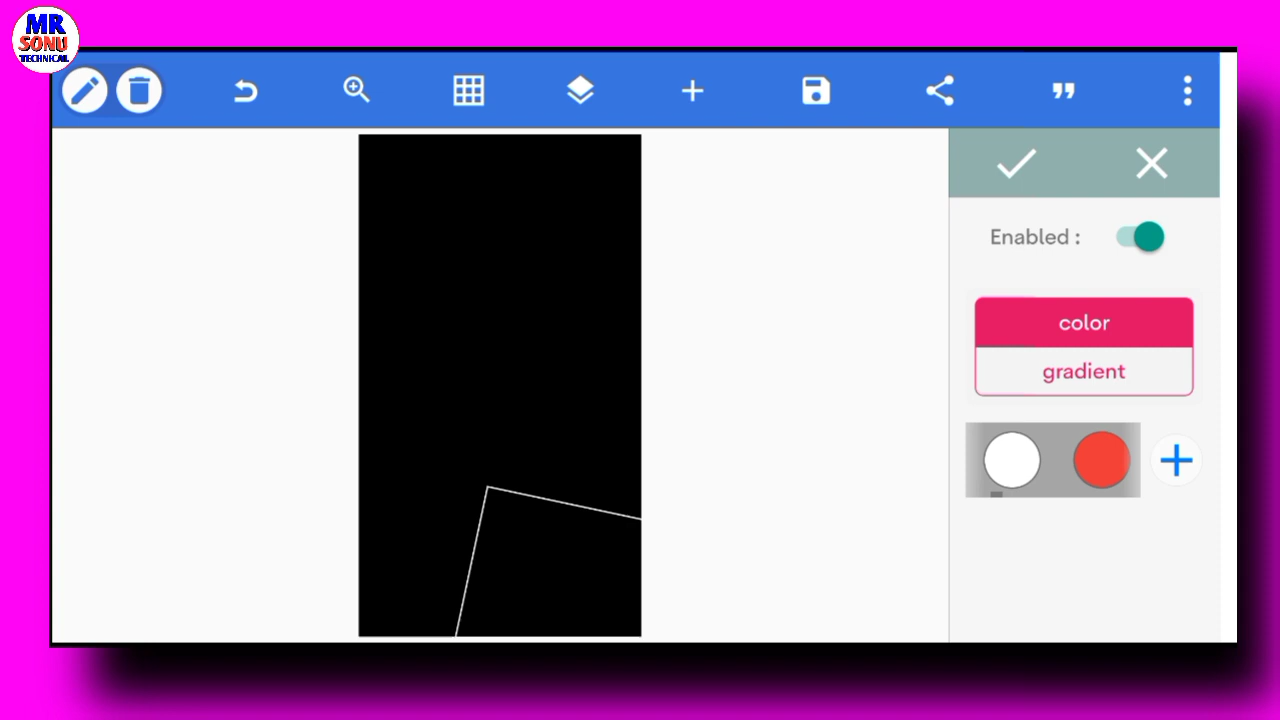 MR
SONU
TECHNICAL
Enabled :
color
gradient